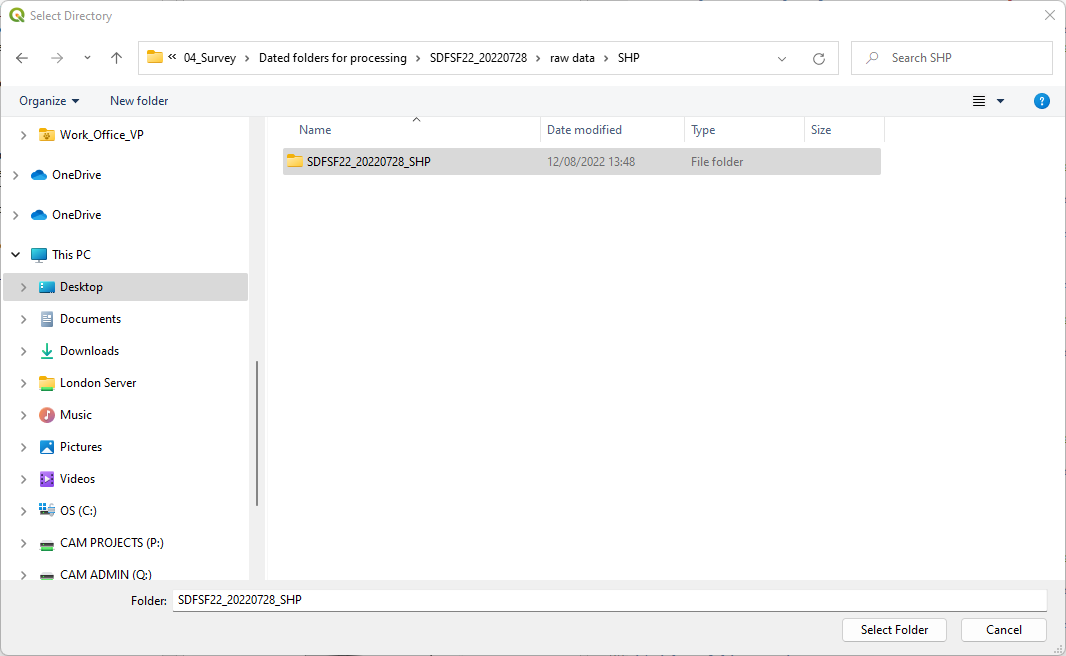 Select Directory
« 04_Survey > Dated folders for processing > SDFSF22_20220728 > raw data > SHP
Search SHP
Organize
New folder
?
Name
Date modified
Type
Size
SDFSF22_20220728_SHP
12/08/2022 13:48
File folder
Work_Office_VP
OneDrive
OneDrive
This PC
Desktop
Documents
Downloads
London Server
Music
Pictures
Videos
OS (C:)
CAM PROJECTS (P:)
CAM ADMIN (Q:)
Folder: SDFSF22_20220728_SHP
Select Folder
Cancel